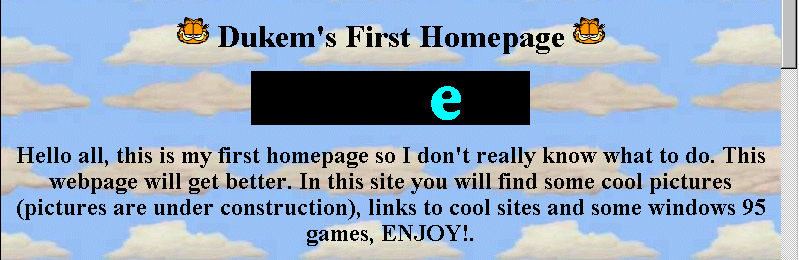 Dukem's First Homepage
e
Hello all, this is my first homepage so I don't really know what to do. This
webpage will get better. In this site you will find some cool pictures
(pictures are under construction), links to cool sites and some windows 95
games, ENJOY!.